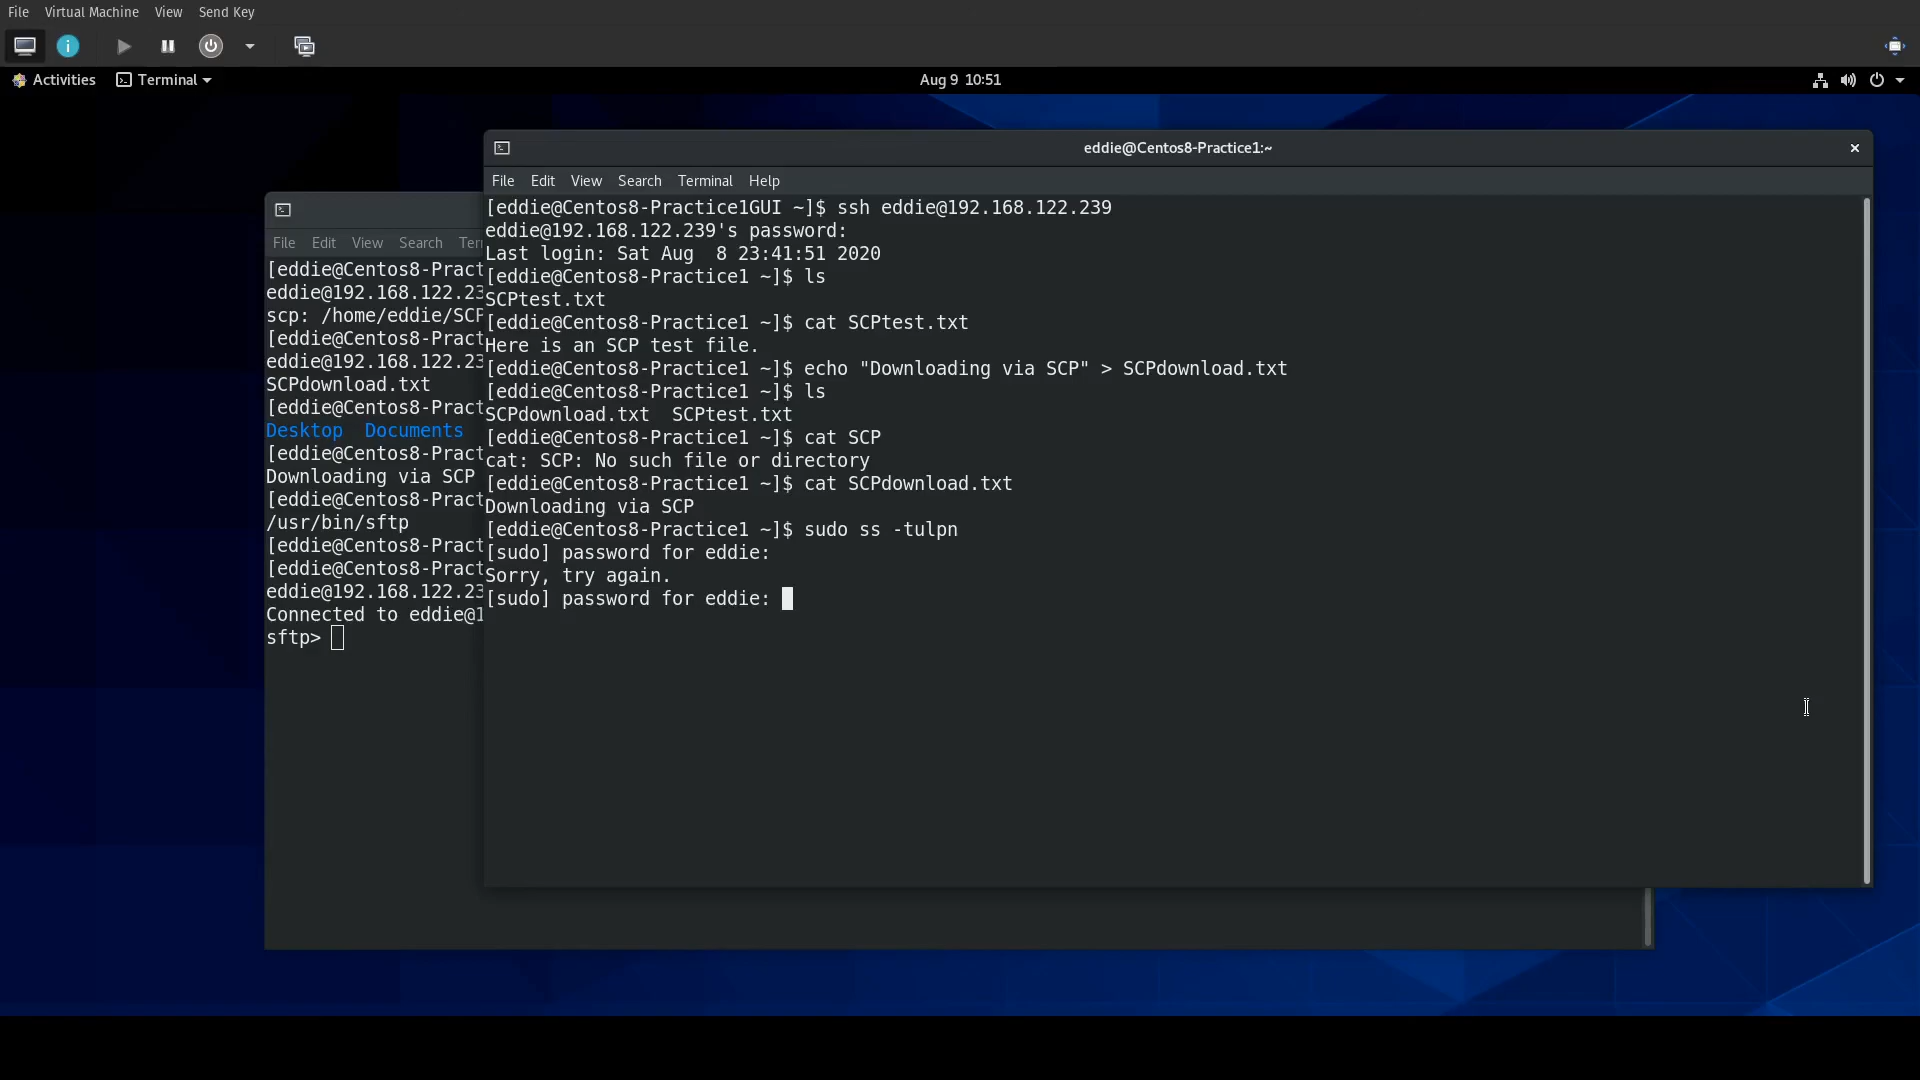 File Virtual Machine View Send Key
Activities Terminal Aug 9 10:51
eddie@Centos8-Practice1:~
File Edit View Search Terminal Help
[eddie@Centos8-Practice1GUI ~]$ ssh eddie@192.168.122.239
eddie@192.168.122.239's password:
Last login: Sat Aug  8 23:41:51 2020
[eddie@Centos8-Practice1 ~]$ ls
SCPtest.txt
[eddie@Centos8-Practice1 ~]$ cat SCPtest.txt
Here is an SCP test file.
[eddie@Centos8-Practice1 ~]$ echo "Downloading via SCP" > SCPdownload.txt
[eddie@Centos8-Practice1 ~]$ ls
SCPdownload.txt  SCPtest.txt
[eddie@Centos8-Practice1 ~]$ cat SCP
cat: SCP: No such file or directory
[eddie@Centos8-Practice1 ~]$ cat SCPdownload.txt
Downloading via SCP
[eddie@Centos8-Practice1 ~]$ sudo ss -tulpn
[sudo] password for eddie:
Sorry, try again.
[sudo] password for eddie:
File Edit View Search Ter
[eddie@Centos8-Pract
eddie@192.168.122.23
scp: /home/eddie/SCP
[eddie@Centos8-Pract
eddie@192.168.122.23
SCPdownload.txt
[eddie@Centos8-Pract
Desktop  Documents
[eddie@Centos8-Pract
Downloading via SCP
[eddie@Centos8-Pract
/usr/bin/sftp
[eddie@Centos8-Pract
[eddie@Centos8-Pract
eddie@192.168.122.23
Connected to eddie@1
sftp>